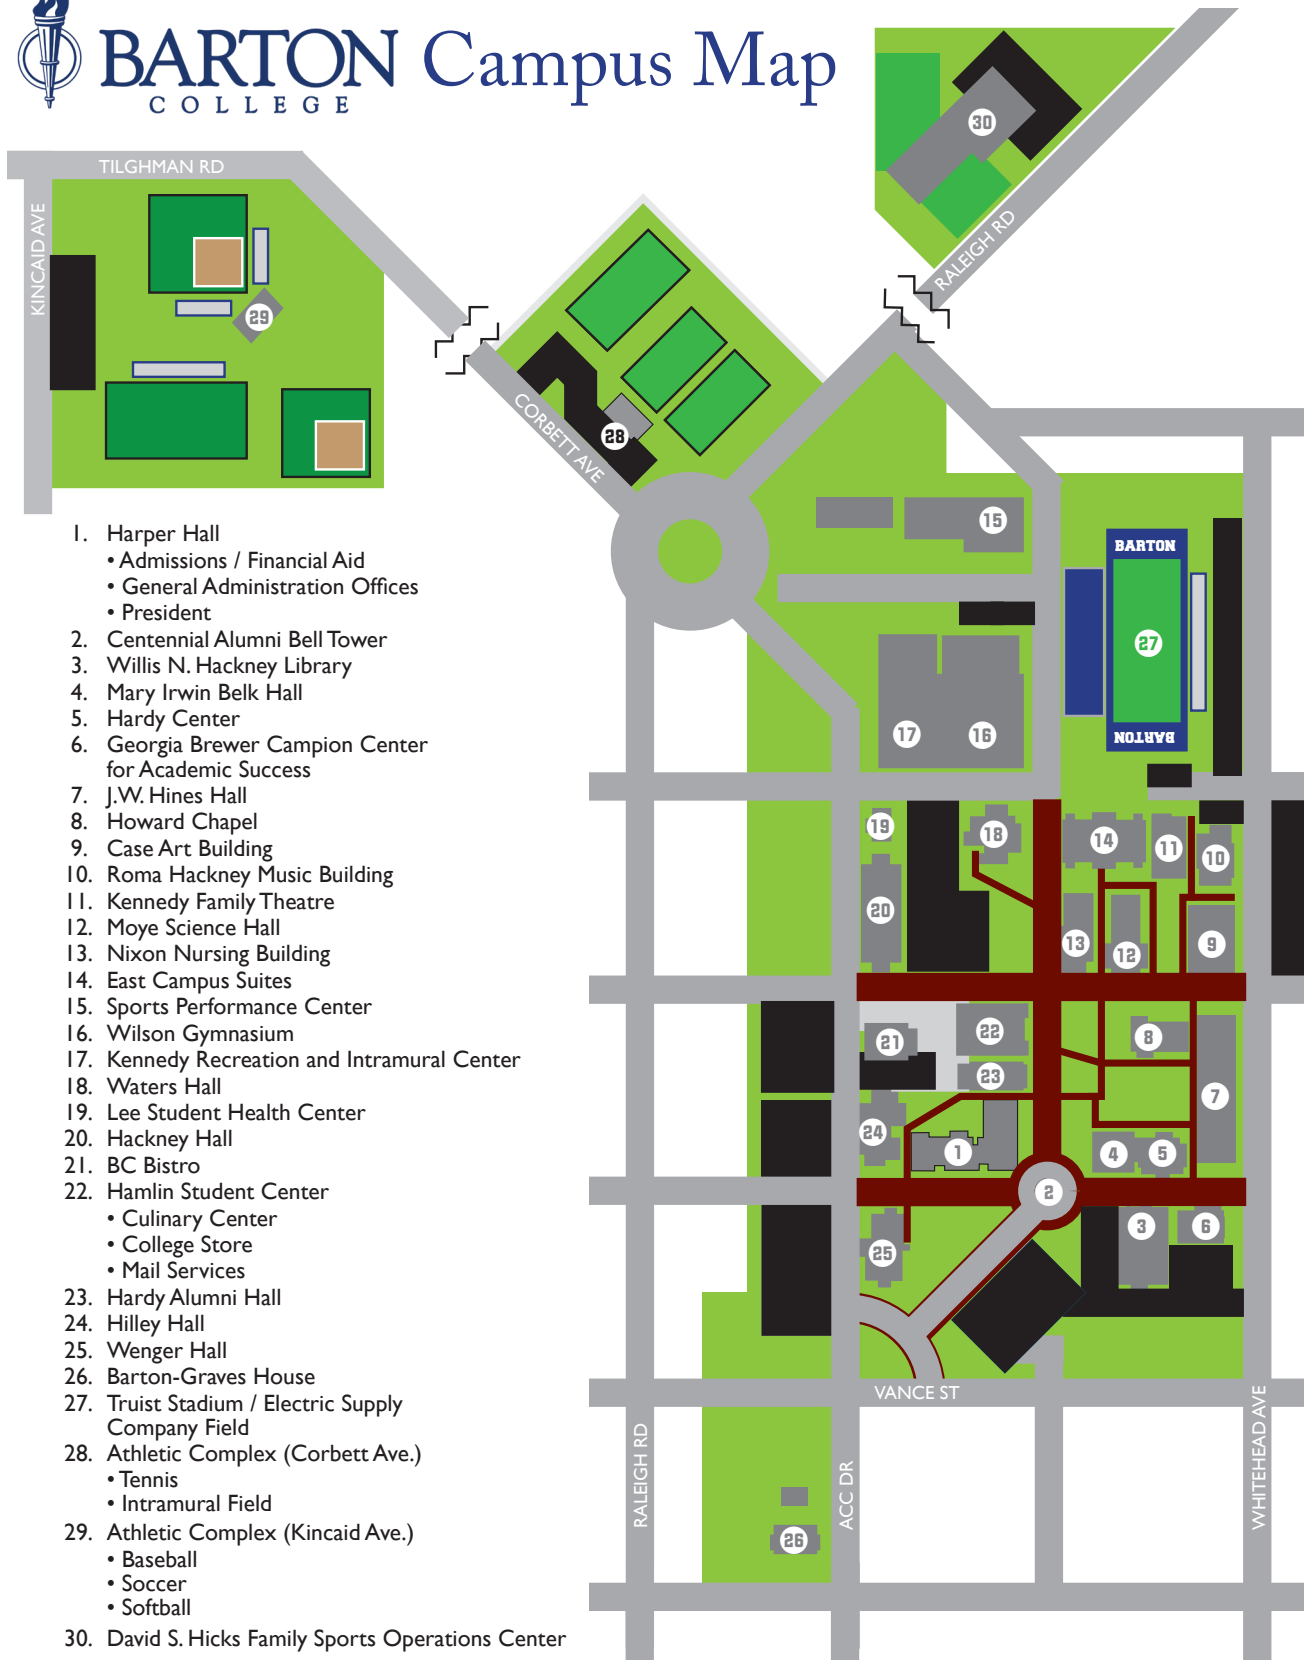 BARTON Campus Map
COLLEGE
TILGHMAN RD
KINCAID AVE
CORBETT AVE
RALEIGH RD
30
29
28
15
BARTON
27
BARTON
17
16
19
18
14
11
10
20
13
12
9
21
22
8
23
7
24
1
4
5
2
3
6
25
VANCE ST
RALEIGH RD
ACC DR
WHITEHEAD AVE
26
1. Harper Hall
• Admissions / Financial Aid
• General Administration Offices
• President
2. Centennial Alumni Bell Tower
3. Willis N. Hackney Library
4. Mary Irwin Belk Hall
5. Hardy Center
6. Georgia Brewer Campion Center
for Academic Success
7. J.W. Hines Hall
8. Howard Chapel
9. Case Art Building
10. Roma Hackney Music Building
11. Kennedy Family Theatre
12. Moye Science Hall
13. Nixon Nursing Building
14. East Campus Suites
15. Sports Performance Center
16. Wilson Gymnasium
17. Kennedy Recreation and Intramural Center
18. Waters Hall
19. Lee Student Health Center
20. Hackney Hall
21. BC Bistro
22. Hamlin Student Center
• Culinary Center
• College Store
• Mail Services
23. Hardy Alumni Hall
24. Hilley Hall
25. Wenger Hall
26. Barton-Graves House
27. Truist Stadium / Electric Supply
Company Field
28. Athletic Complex (Corbett Ave.)
• Tennis
• Intramural Field
29. Athletic Complex (Kincaid Ave.)
• Baseball
• Soccer
• Softball
30. David S. Hicks Family Sports Operations Center